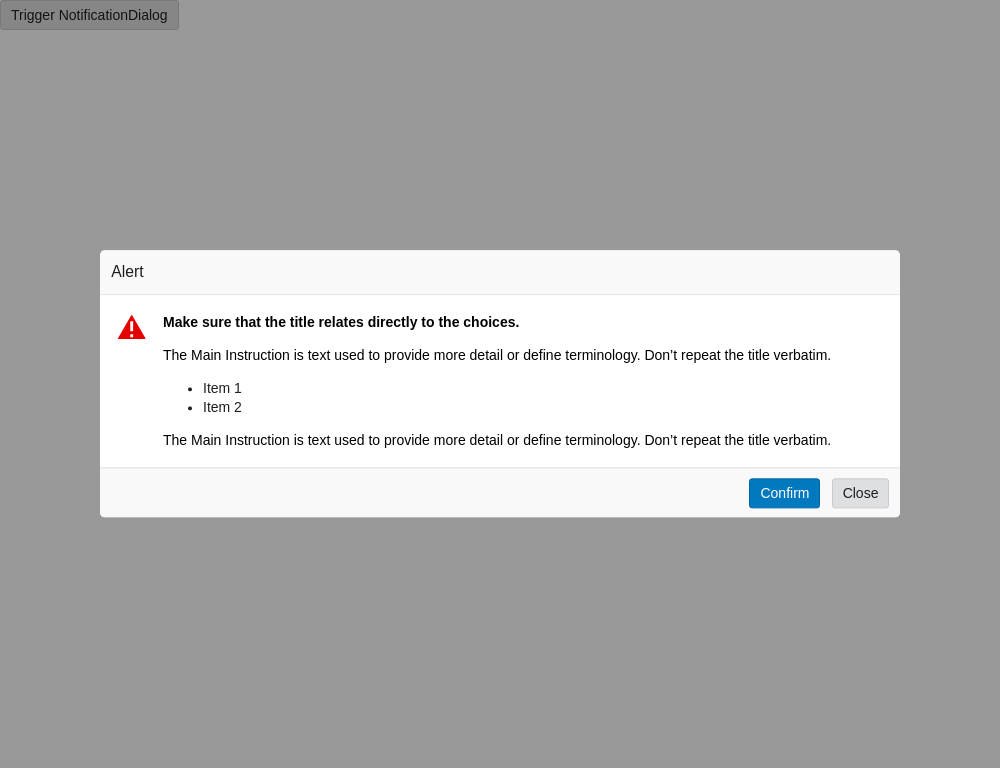 Trigger NotificationDialog
Alert
Make sure that the title relates directly to the choices.
The Main Instruction is text used to provide more detail or define terminology. Don’t repeat the title verbatim.
• Item 1
• Item 2
The Main Instruction is text used to provide more detail or define terminology. Don’t repeat the title verbatim.
Confirm Close